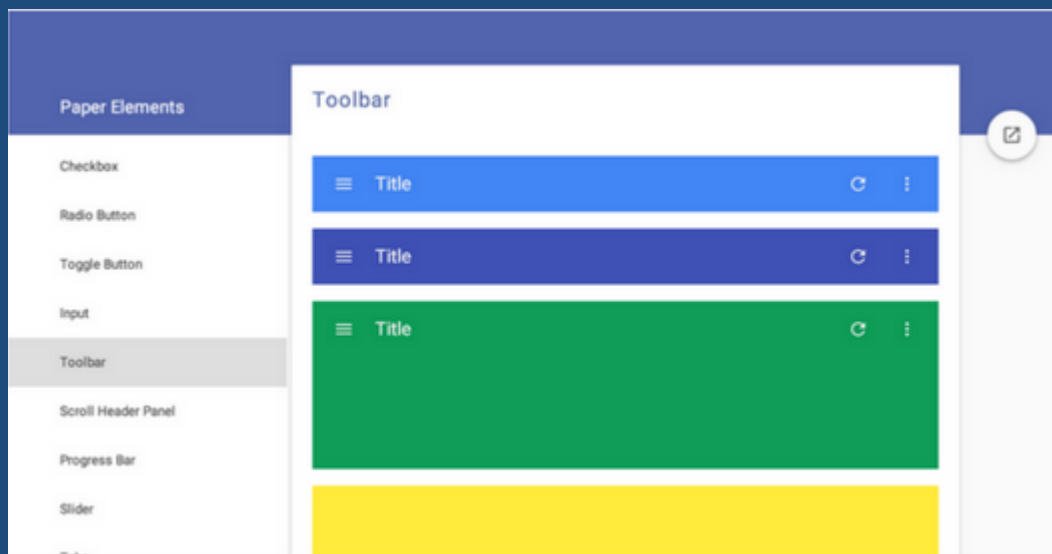 Paper Elements
Checkbox
Radio Button
Toggle Button
Input
Toolbar
Scroll Header Panel
Progress Bar
Slider
Toolbar
Title
Title
Title